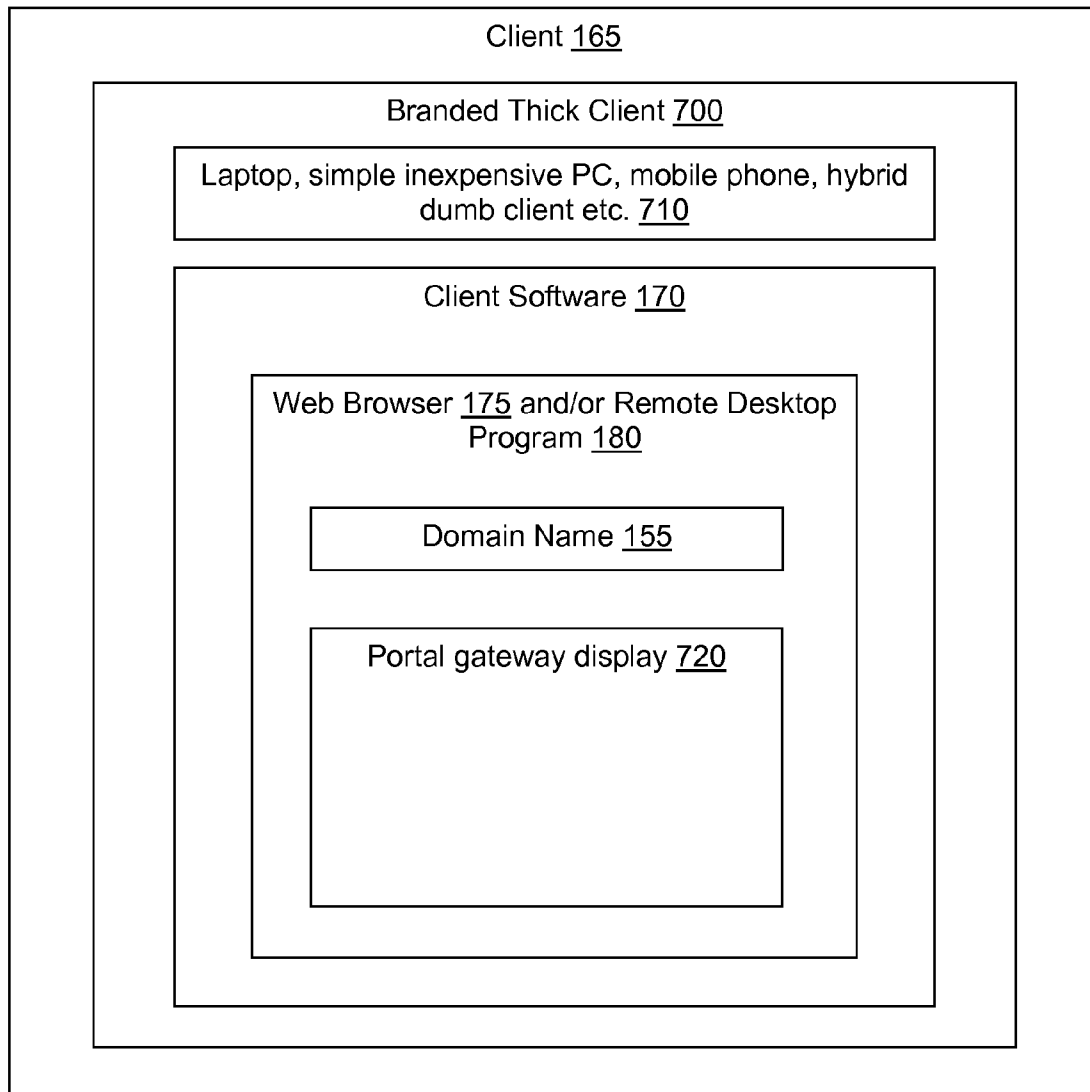 Client 165
Branded Thick Client 700
Laptop, simple inexpensive PC, mobile phone, hybrid
dumb client etc. 710
Client Software 170
Web Browser 175 and/or Remote Desktop
Program 180
Domain Name 155
Portal gateway display 720